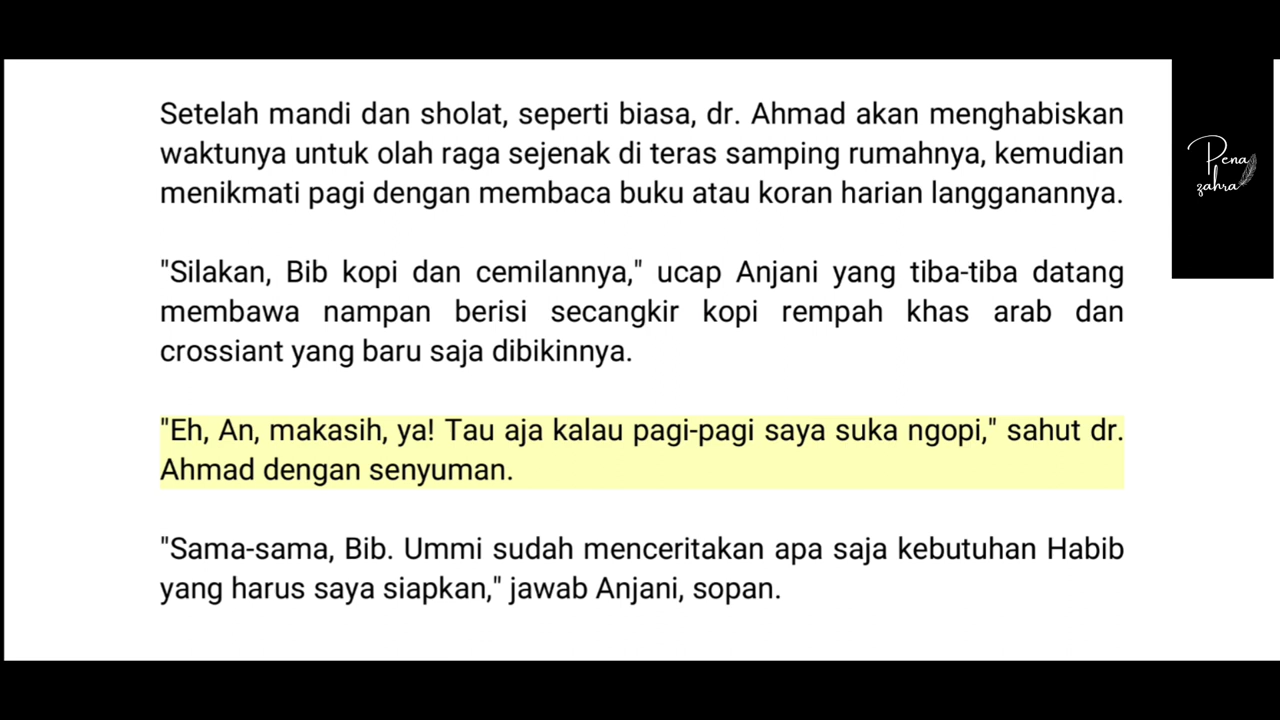 Setelah mandi dan sholat, seperti biasa, dr. Ahmad akan menghabiskan
waktunya untuk olah raga sejenak di teras samping rumahnya, kemudian
menikmati pagi dengan membaca buku atau koran harian langganannya.
"Silakan, Bib kopi dan cemilannya," ucap Anjani yang tiba-tiba datang
membawa nampan berisi secangkir kopi rempah khas arab dan
crossiant yang baru saja dibikinnya.
"Eh, An, makasih, ya! Tau aja kalau pagi-pagi saya suka ngopi," sahut dr.
Ahmad dengan senyuman.
"Sama-sama, Bib. Ummi sudah menceritakan apa saja kebutuhan Habib
yang harus saya siapkan," jawab Anjani, sopan.
Pena
zahra